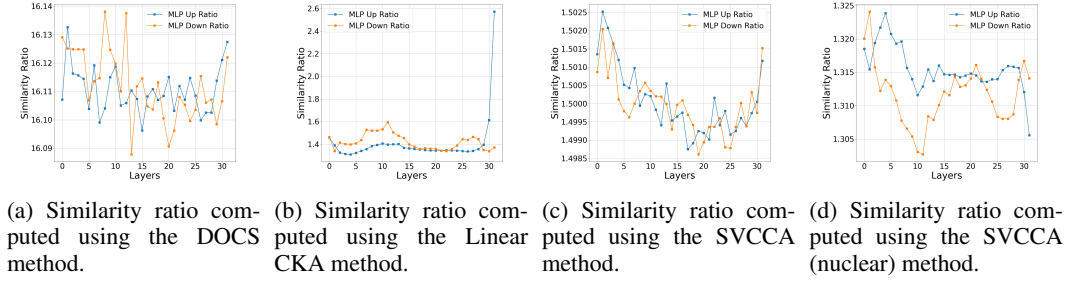 16.14
16.13
16.12
16.11
16.10
16.09
Similarity Ratio
MLP Up Ratio
MLP Down Ratio
0 5 10 15 20 25 30
Layers
2.6
2.4
2.2
2.0
1.8
1.6
1.4
Similarity Ratio
MLP Up Ratio
MLP Down Ratio
0 5 10 15 20 25 30
Layers
1.5025
1.5020
1.5015
1.5010
1.5005
1.5000
1.4995
1.4990
1.4985
Similarity Ratio
MLP Up Ratio
MLP Down Ratio
0 5 10 15 20 25 30
Layers
1.325
1.320
1.315
1.310
1.305
Similarity Ratio
MLP Up Ratio
MLP Down Ratio
0 5 10 15 20 25 30
Layers
(a) Similarity ratio com-
puted using the DOCS
method.
(b) Similarity ratio com-
puted using the Linear
CKA method.
(c) Similarity ratio com-
puted using the SVCCA
method.
(d) Similarity ratio com-
puted using the SVCCA
(nuclear) method.